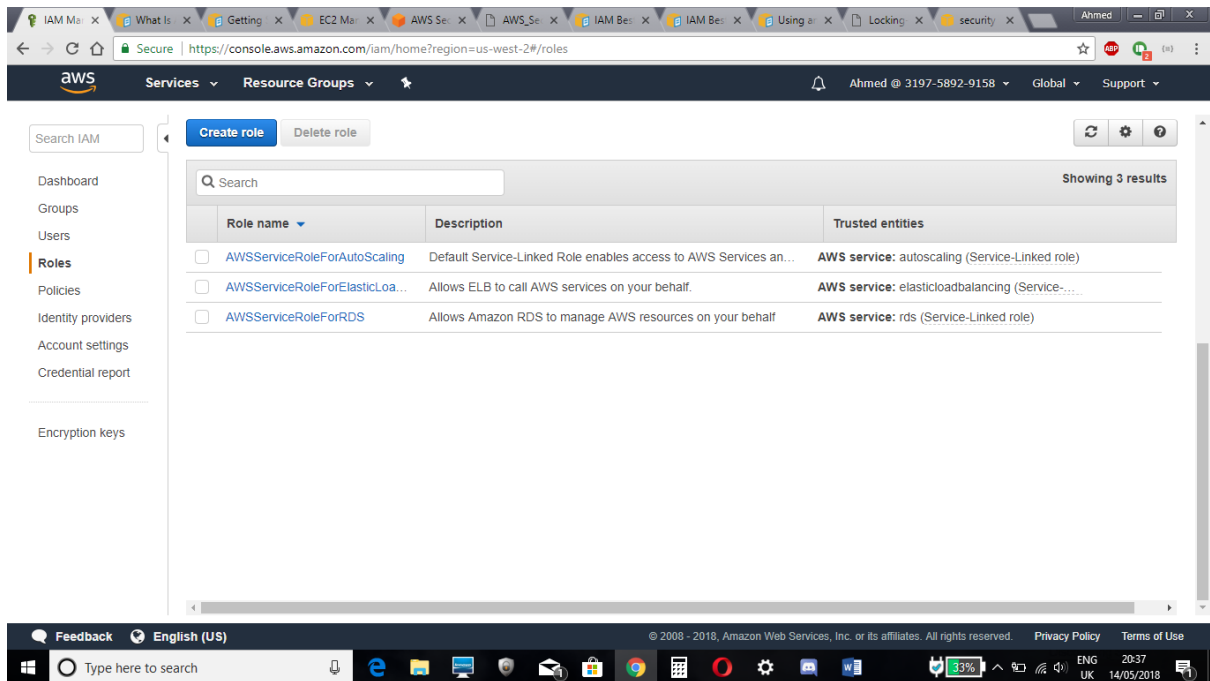 IAM Mar
What Is
Getting
EC2 Mar
AWS Sec
AWS_Se
IAM Bes
IAM Bes
Using a
Locking
security
Ahmed
Secure https://console.aws.amazon.com/iam/home?region=us-west-2#/roles
ABP
2
aws Services Resource Groups Ahmed @ 3197-5892-9158 Global Support
Search IAM
Create role Delete role
Dashboard
Groups
Users
Roles
Policies
Identity providers
Account settings
Credential report
Encryption keys
Search Showing 3 results
Role name Description Trusted entities
AWSServiceRoleForAutoScaling Default Service-Linked Role enables access to AWS Services an... AWS service: autoscaling (Service-Linked role)
AWSServiceRoleForElasticLoa... Allows ELB to call AWS services on your behalf. AWS service: elasticloadbalancing (Service-...
AWSServiceRoleForRDS Allows Amazon RDS to manage AWS resources on your behalf AWS service: rds (Service-Linked role)
Feedback English (US) © 2008 - 2018, Amazon Web Services, Inc. or its affiliates. All rights reserved. Privacy Policy Terms of Use
Type here to search 33% ENG 20:37
UK 14/05/2018